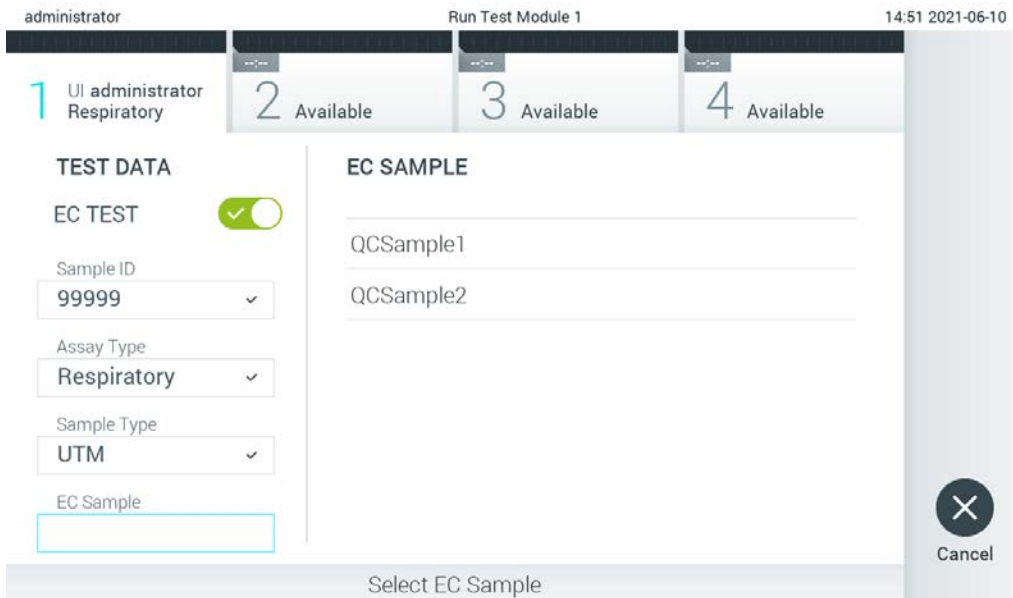 administrator Run Test Module 1 14:51 2021-06-10
--:-- --:-- --:--
1 UI administrator Respiratory 2 Available 3 Available 4 Available
TEST DATA
EC TEST
Sample ID
99999
Assay Type
Respiratory
Sample Type
UTM
EC Sample
EC SAMPLE
QCSample1
QCSample2
Cancel
Select EC Sample